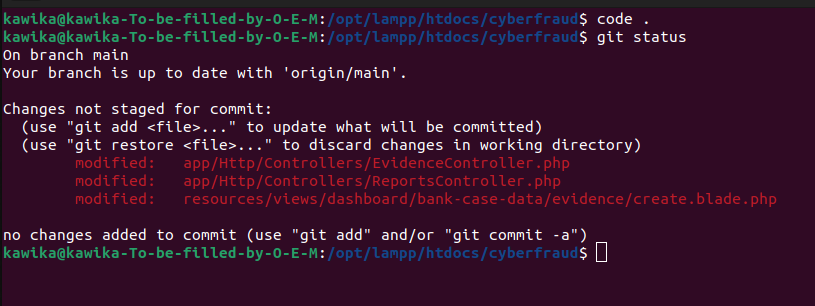 kawika@kawika-To-be-filled-by-O-E-M:/opt/lampp/htdocs/cyberfraud$ code .
kawika@kawika-To-be-filled-by-O-E-M:/opt/lampp/htdocs/cyberfraud$ git status
On branch main
Your branch is up to date with 'origin/main'.

Changes not staged for commit:
  (use "git add <file>..." to update what will be committed)
  (use "git restore <file>..." to discard changes in working directory)
        modified:   app/Http/Controllers/EvidenceController.php
        modified:   app/Http/Controllers/ReportsController.php
        modified:   resources/views/dashboard/bank-case-data/evidence/create.blade.php

no changes added to commit (use "git add" and/or "git commit -a")
kawika@kawika-To-be-filled-by-O-E-M:/opt/lampp/htdocs/cyberfraud$